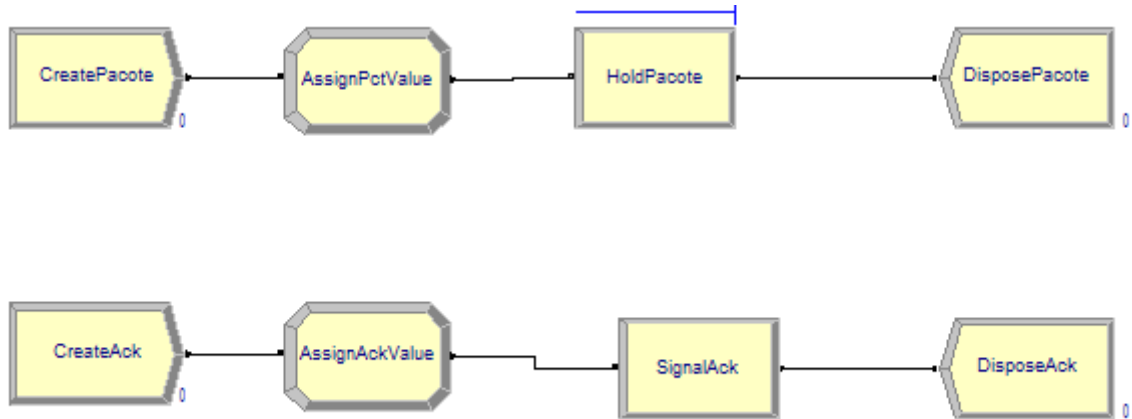 CreatePacote
0
AssignPctValue
HoldPacote
DisposePacote
0
CreateAck
0
AssignAckValue
SignalAck
DisposeAck
0